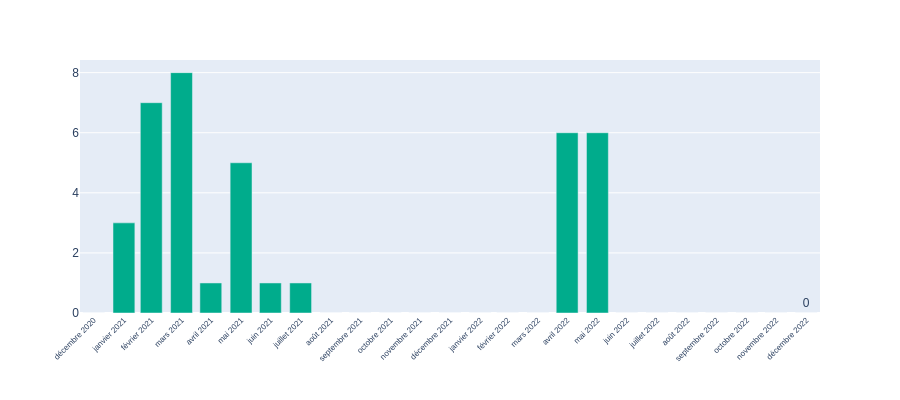 8
6
4
2
0
0
décembre 2020
janvier 2021
février 2021
mars 2021
avril 2021
mai 2021
juin 2021
juillet 2021
août 2021
septembre 2021
octobre 2021
novembre 2021
décembre 2021
janvier 2022
février 2022
mars 2022
avril 2022
mai 2022
juin 2022
juillet 2022
août 2022
septembre 2022
octobre 2022
novembre 2022
décembre 2022